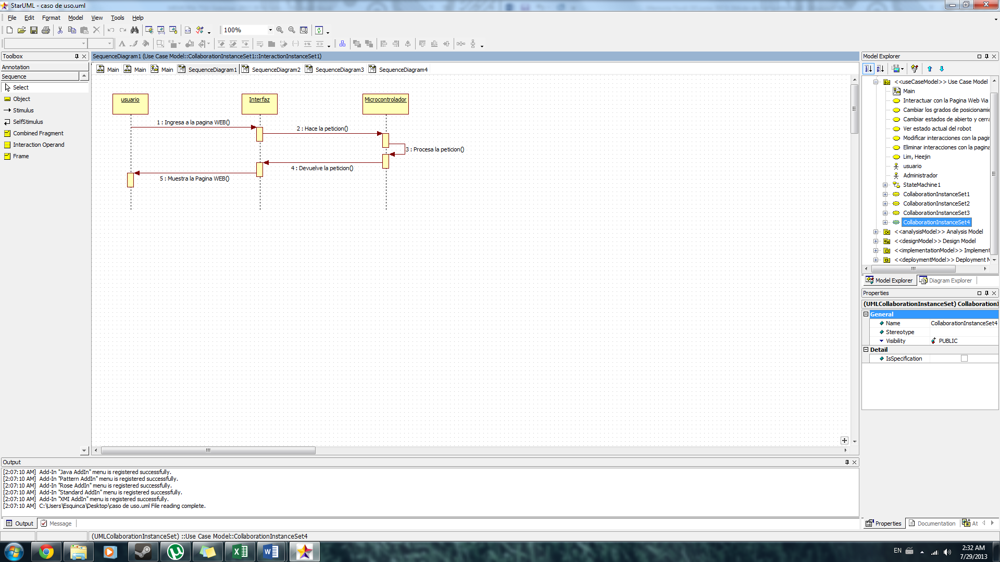 StarUML - caso de uso.uml
File Edit Format Model View Tools Help
100%
Toolbox
Annotation
Sequence
Select
Object
Stimulus
SelfStimulus
Combined Fragment
Interaction Operand
Frame
SequenceDiagram1 (Use Case Model::CollaborationInstanceSet1::InteractionInstanceSet1)
Main Main Main SequenceDiagram1 SequenceDiagram2 SequenceDiagram3 SequenceDiagram4
usuario Interfaz Microcontrolador
1 : Ingresa a la pagina WEB()
2 : Hace la peticion()
3 : Procesa la peticion()
4 : Devuelve la peticion()
5 : Muestra la Pagina WEB()
Model Explorer
<<useCaseModel>> Use Case Model
Main
Interactuar con la Pagina Web Via
Cambiar los grados de posicionamie
Cambiar estados de abierto y cerra
Ver estado actual del robot
Modificar interacciones con la pagir
Eliminar interacciones con la pagina
Lim, Heejin
usuario
Administrador
StateMachine1
CollaborationInstanceSet1
CollaborationInstanceSet2
CollaborationInstanceSet3
CollaborationInstanceSet4
<<analysisModel>> Analysis Model
<<designModel>> Design Model
<<implementationModel>> Implement
<<deploymentModel>> Deployment M
Model Explorer Diagram Explorer
Properties
(UMLCollaborationInstanceSet) CollaborationI
General
Name CollaborationInstanceSet4
Stereotype
Visibility PUBLIC
Detail
IsSpecification
Properties Documentation At
Output
[2:07:10 AM] Add-In "Java AddIn" menu is registered successfully.
[2:07:10 AM] Add-In "Pattern AddIn" menu is registered successfully.
[2:07:10 AM] Add-In "Rose AddIn" menu is registered successfully.
[2:07:10 AM] Add-In "Standard AddIn" menu is registered successfully.
[2:07:10 AM] Add-In "XMI AddIn" menu is registered successfully.
[2:07:10 AM] C:\Users\Esquinca\Desktop\caso de uso.uml File reading complete.
Output Message
(UMLCollaborationInstanceSet) ::Use Case Model::CollaborationInstanceSet4
EN
2:32 AM
7/29/2013